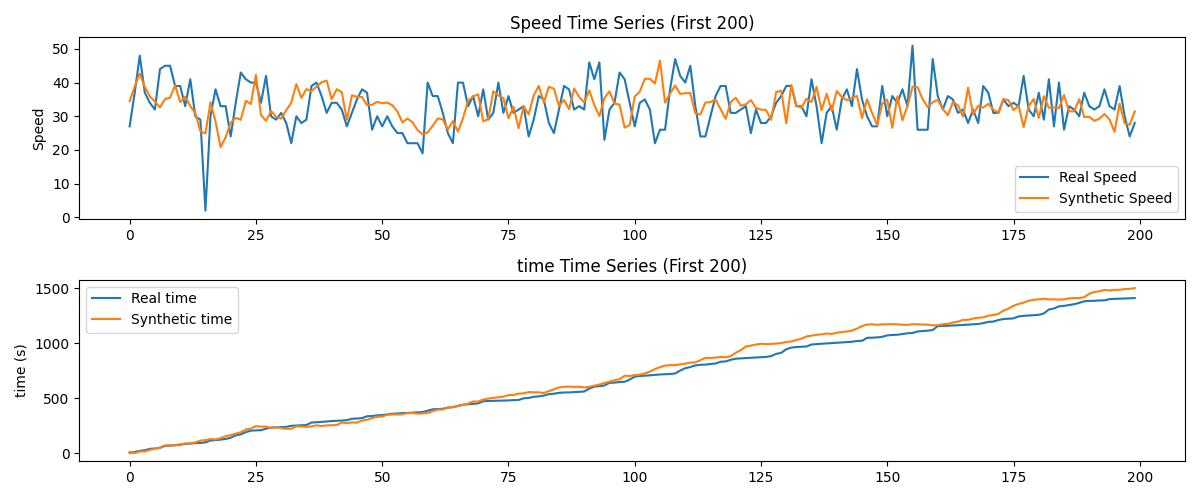 Speed Time Series (First 200)
Speed
50
40
30
20
10
0
Real Speed
Synthetic Speed
0 25 50 75 100 125 150 175 200
time Time Series (First 200)
time (s)
1500
1000
500
0
Real time
Synthetic time
0 25 50 75 100 125 150 175 200